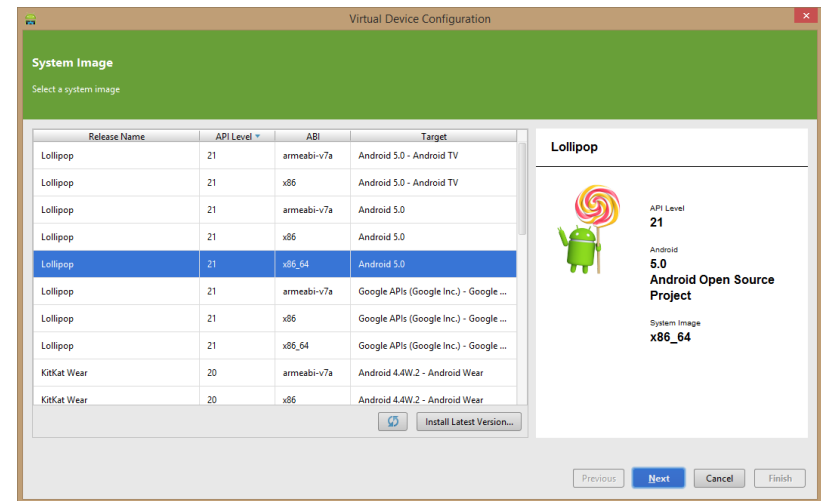 Virtual Device Configuration
System Image
Select a system image
Release Name API Level ABI Target
Lollipop 21 armeabi-v7a Android 5.0 - Android TV
Lollipop 21 x86 Android 5.0 - Android TV
Lollipop 21 armeabi-v7a Android 5.0
Lollipop 21 x86 Android 5.0
Lollipop 21 x86_64 Android 5.0
Lollipop 21 armeabi-v7a Google APIs (Google Inc.) - Google ...
Lollipop 21 x86 Google APIs (Google Inc.) - Google ...
Lollipop 21 x86_64 Google APIs (Google Inc.) - Google ...
KitKat Wear 20 armeabi-v7a Android 4.4W.2 - Android Wear
KitKat Wear 20 x86 Android 4.4W.2 - Android Wear
Install Latest Version...
Lollipop
API Level
21
Android
5.0
Android Open Source
Project
System Image
x86_64
Previous Next Cancel Finish